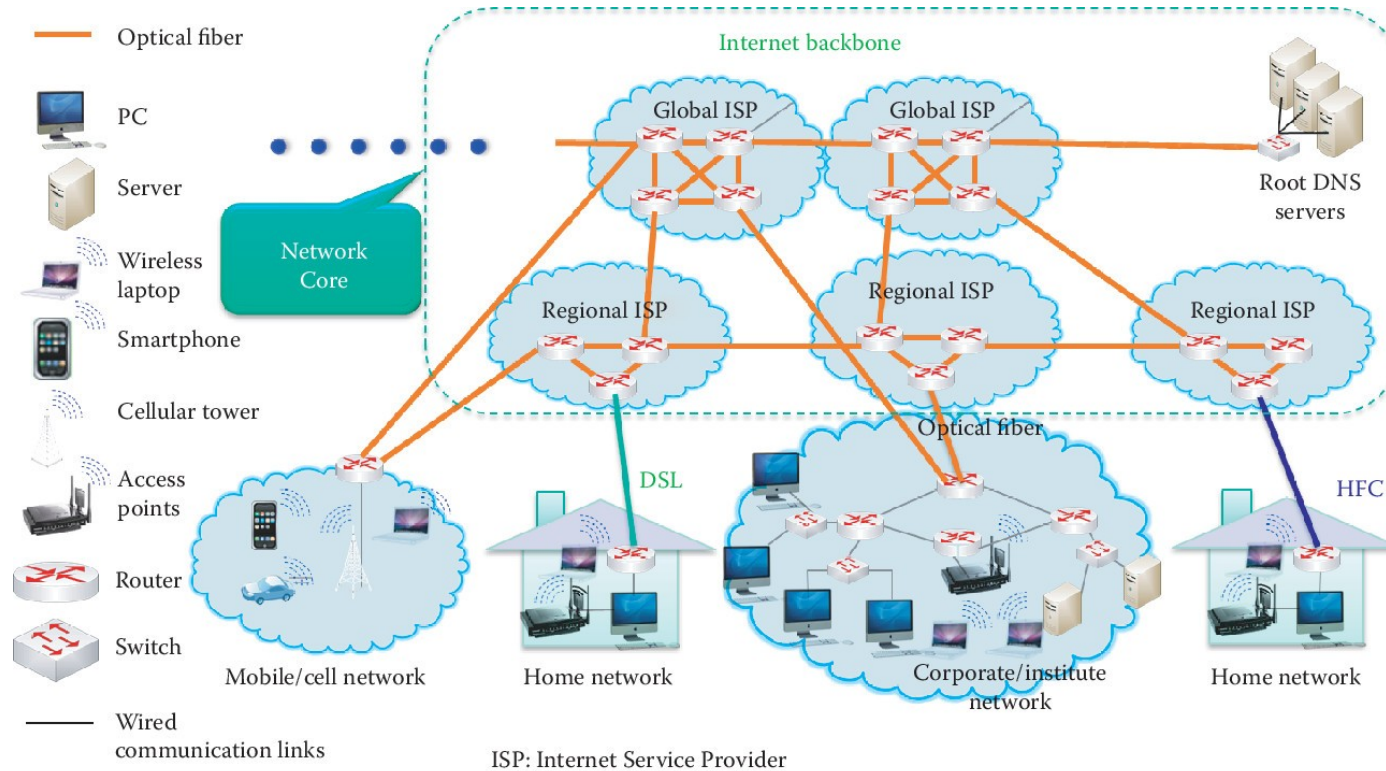 Optical fiber
PC
Server
Wireless
laptop
Smartphone
Cellular tower
Access
points
Router
Switch
Wired
communication links
Internet backbone
Global ISP
Global ISP
Root DNS
servers
Network
Core
Regional ISP
Regional ISP
Regional ISP
Optical fiber
DSL
HFC
Mobile/cell network
Home network
Corporate/institute
network
Home network
ISP: Internet Service Provider